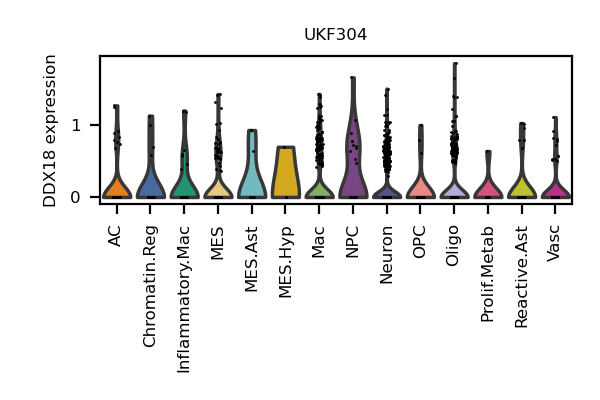 UKF304
DDX18 expression
1
0
AC
Chromatin.Reg
Inflammatory.Mac
MES
MES.Ast
MES.Hyp
Mac
NPC
Neuron
OPC
Oligo
Prolif.Metab
Reactive.Ast
Vasc